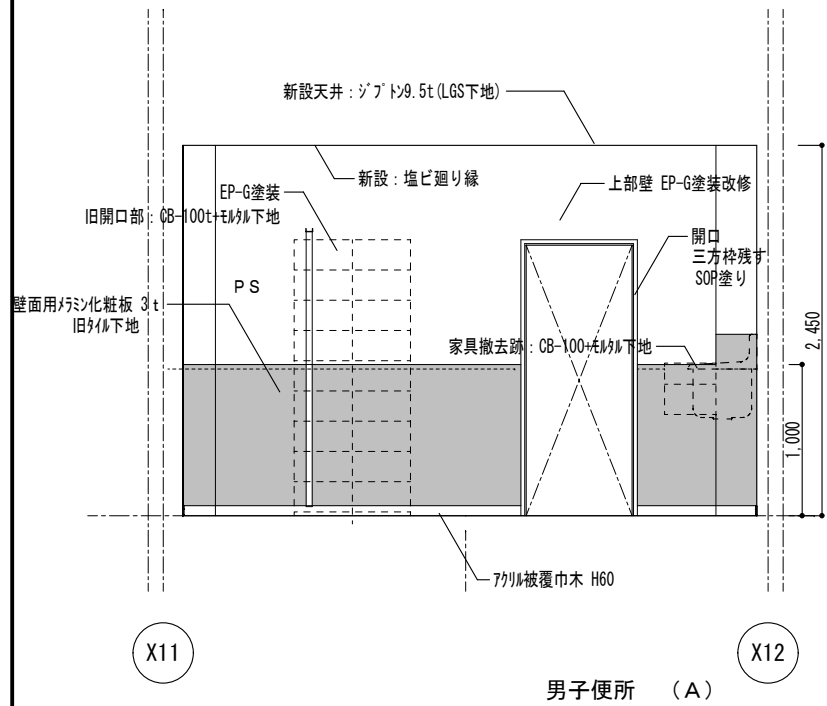 新設天井：ジプトン9.5t(LGS下地)
新設：塩ビ廻り縁
EP-G塗装
上部壁 EP-G塗装改修
旧開口部：CB-100t+モルタル下地
開口
三方枠残す
SOP塗り
PS
壁面用メラミン化粧板 3t
旧タイル下地
家具撤去跡：CB-100+モルタル下地
2,450
1,000
アクリル被覆巾木 H60
X11
X12
男子便所 （A）